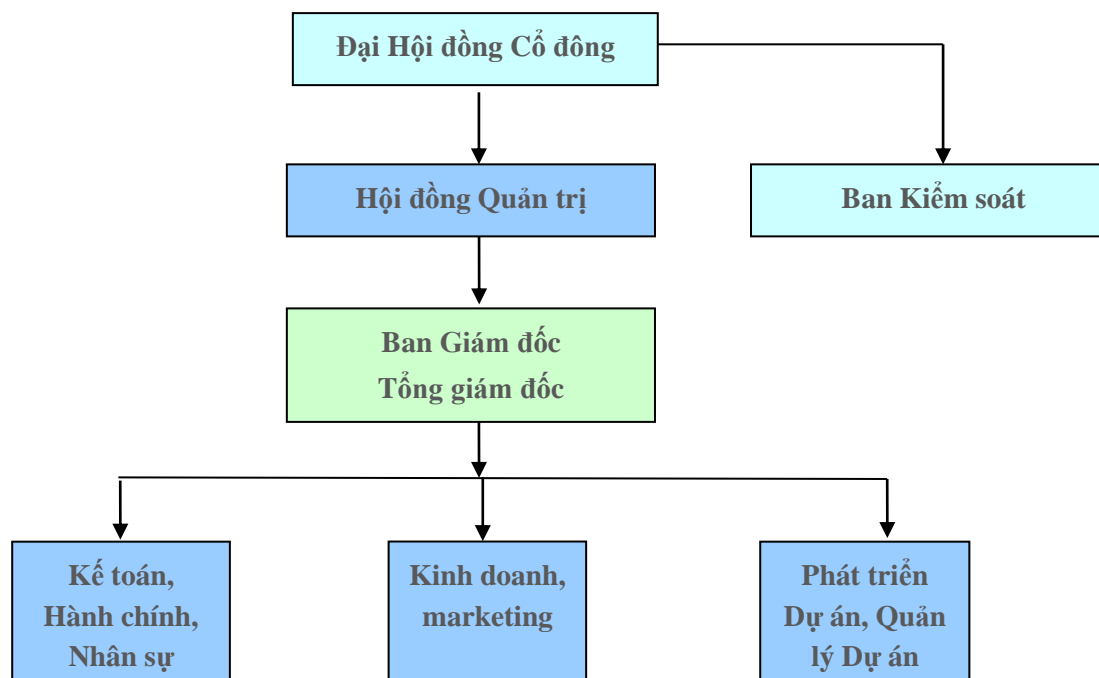 Đại Hội đồng Cổ đông
Hội đồng Quản trị
Ban Kiểm soát
Ban Giám đốc
Tổng giám đốc
Kế toán,
Hành chính,
Nhân sự
Kinh doanh,
marketing
Phát triển
Dự án, Quản
lý Dự án